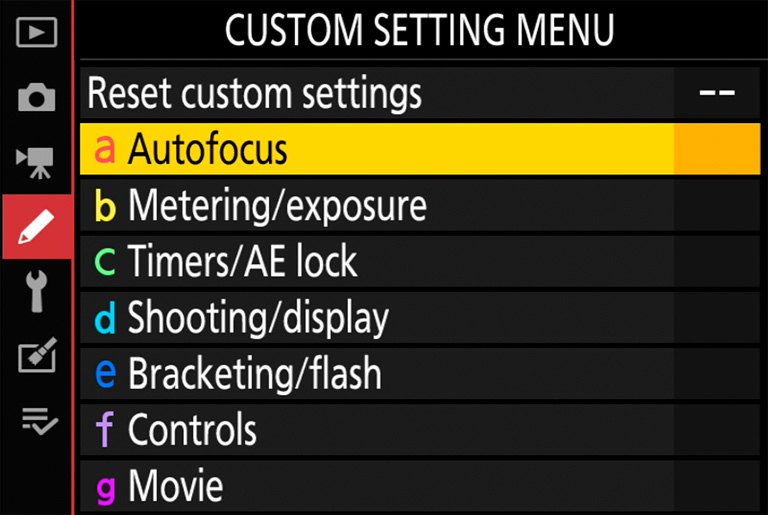 CUSTOM SETTING MENU
Reset custom settings --
a Autofocus
b Metering/exposure
c Timers/AE lock
d Shooting/display
e Bracketing/flash
f Controls
g Movie